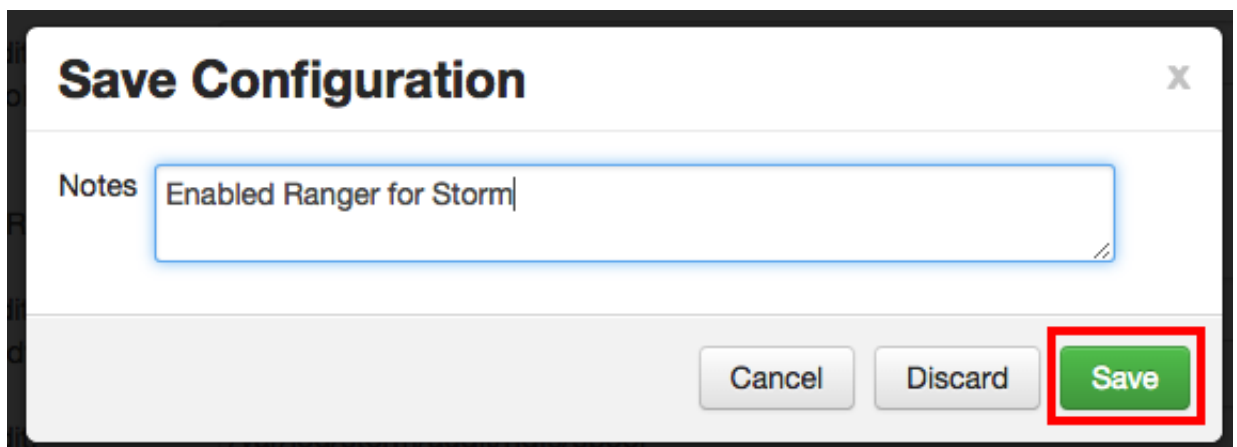 Save Configuration
x
Notes
Enabled Ranger for Storm
Cancel
Discard
Save